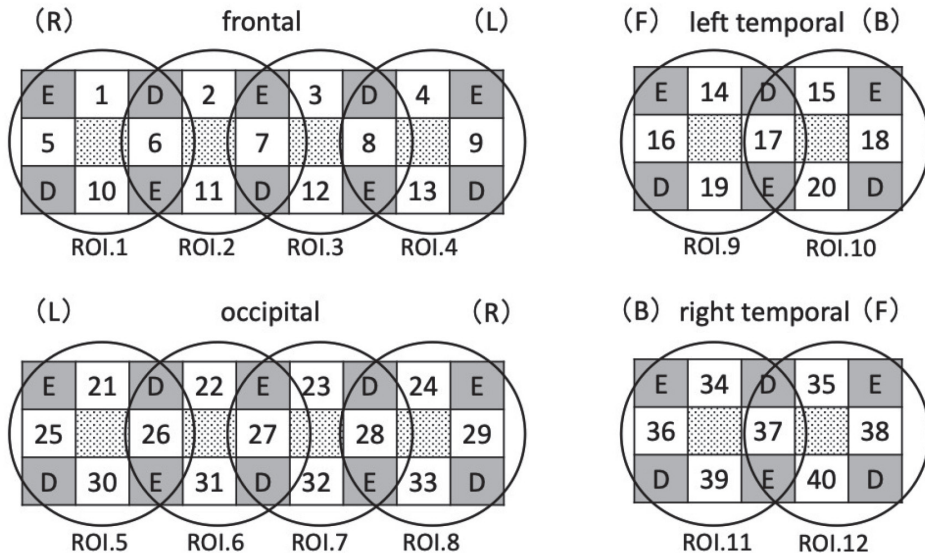 (R) frontal (L)
E 1 D 2 E 3 D 4 E
5 6 7 8 9
D 10 E 11 D 12 E 13 D
ROI.1 ROI.2 ROI.3 ROI.4
(F) left temporal (B)
E 14 D 15 E
16 17 18
D 19 E 20 D
ROI.9 ROI.10
(L) occipital (R)
E 21 D 22 E 23 D 24 E
25 26 27 28 29
D 30 E 31 D 32 E 33 D
ROI.5 ROI.6 ROI.7 ROI.8
(B) right temporal (F)
E 34 D 35 E
36 37 38
D 39 E 40 D
ROI.11 ROI.12